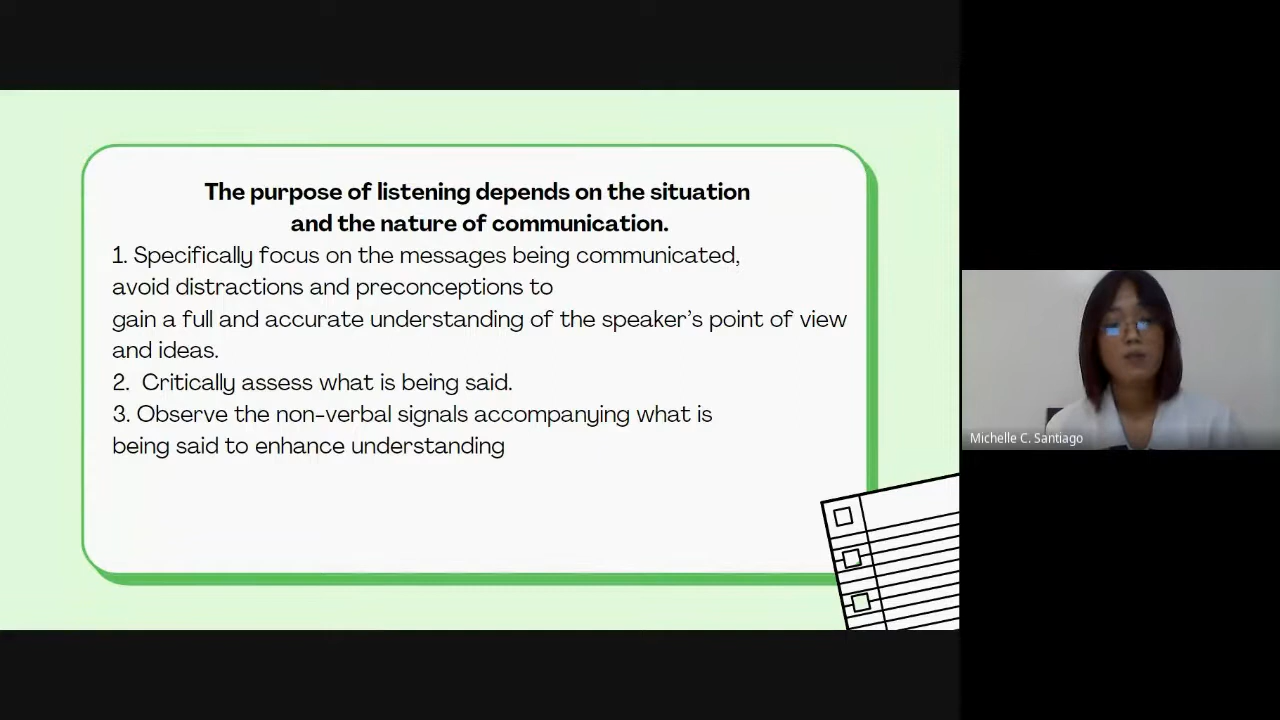 The purpose of listening depends on the situation
and the nature of communication.
1. Specifically focus on the messages being communicated,
avoid distractions and preconceptions to
gain a full and accurate understanding of the speaker’s point of view
and ideas.
2.  Critically assess what is being said.
3. Observe the non-verbal signals accompanying what is
being said to enhance understanding
Michelle C. Santiago